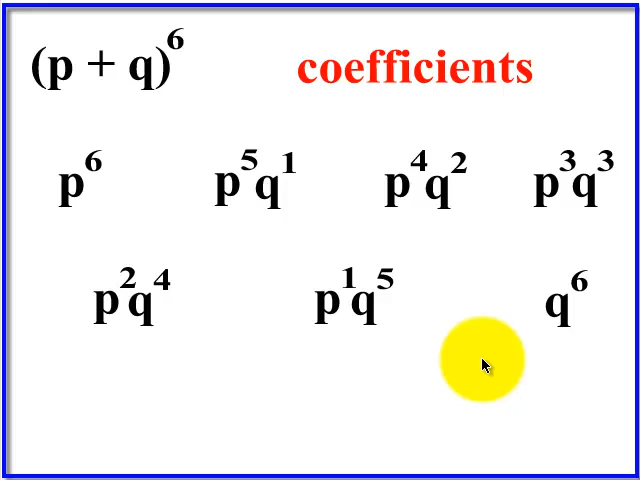 (p + q)⁶ coefficients
p⁶ p⁵q¹ p⁴q² p³q³
p²q⁴ p¹q⁵ q⁶